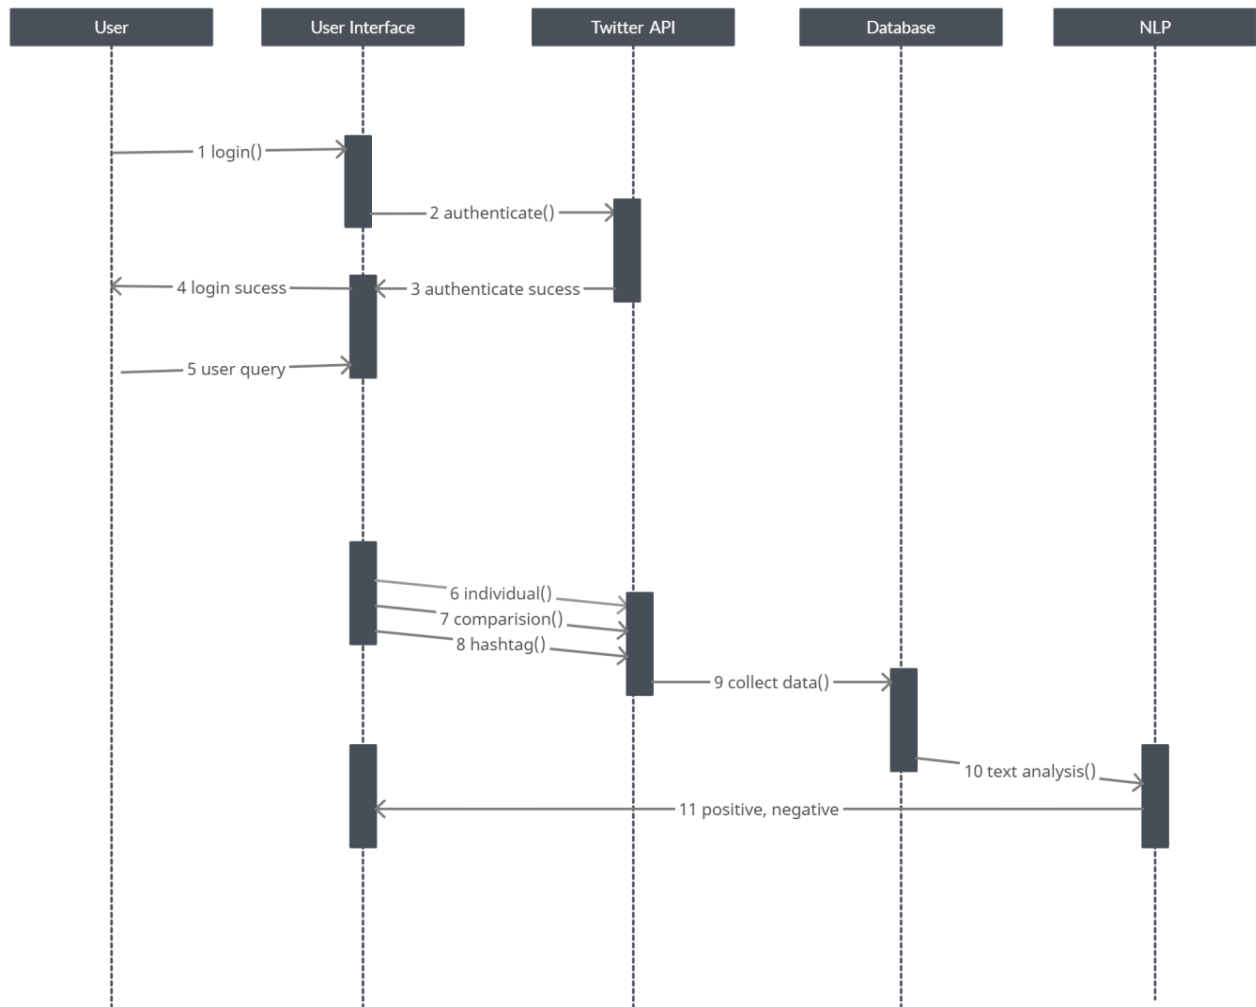 User
User Interface
Twitter API
Database
NLP
1 login()
2 authenticate()
4 login sucess
3 authenticate sucess
5 user query
6 individual()
7 comparision()
8 hashtag()
9 collect data()
10 text analysis()
11 positive, negative